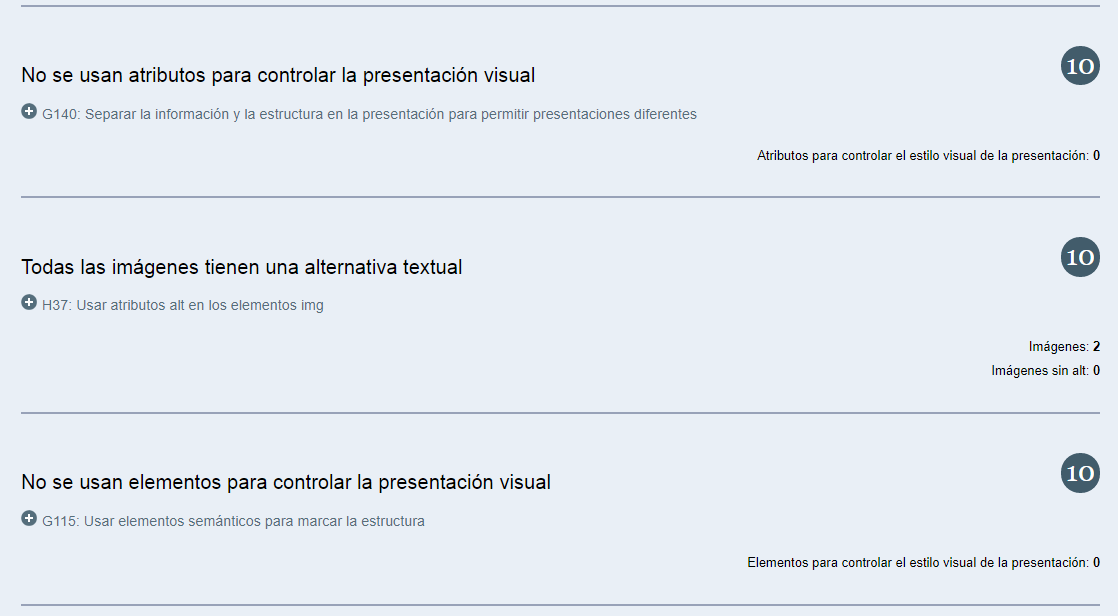 No se usan atributos para controlar la presentación visual
10
G140: Separar la información y la estructura en la presentación para permitir presentaciones diferentes
Atributos para controlar el estilo visual de la presentación: 0
Todas las imágenes tienen una alternativa textual
10
H37: Usar atributos alt en los elementos img
Imágenes: 2
Imágenes sin alt: 0
No se usan elementos para controlar la presentación visual
10
G115: Usar elementos semánticos para marcar la estructura
Elementos para controlar el estilo visual de la presentación: 0